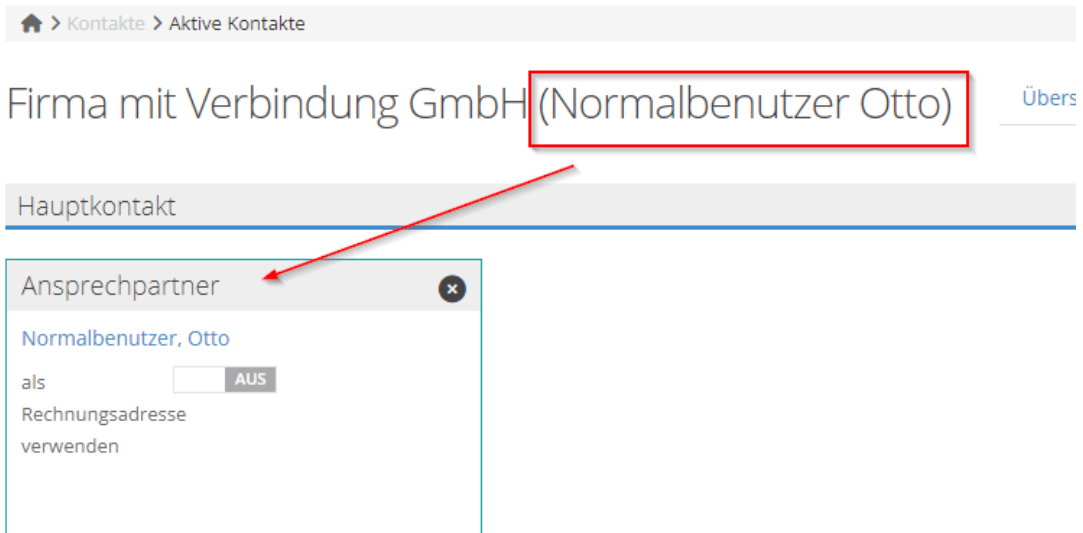 > Kontakte > Aktive Kontakte
Firma mit Verbindung GmbH (Normalbenutzer Otto)
Übers
Hauptkontakt
Ansprechpartner
Normalbenutzer, Otto
als
AUS
Rechnungsadresse
verwenden